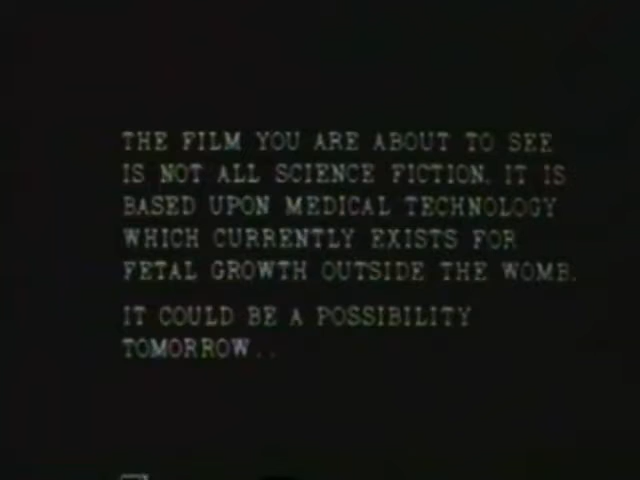 THE FILM YOU ARE ABOUT TO SEE
IS NOT ALL SCIENCE FICTION. IT IS
BASED UPON MEDICAL TECHNOLOGY
WHICH CURRENTLY EXISTS FOR
FETAL GROWTH OUTSIDE THE WOMB.
IT COULD BE A POSSIBILITY
TOMORROW..